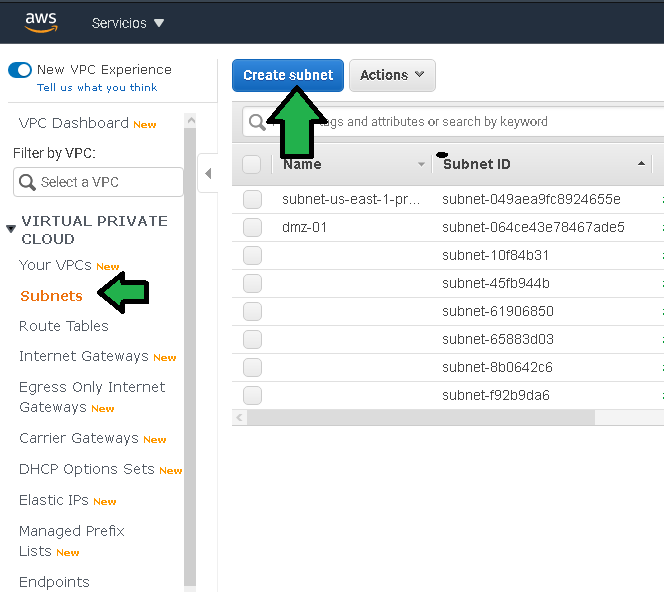 aws
Servicios
New VPC Experience
Tell us what you think
VPC Dashboard New
Filter by VPC:
Select a VPC
VIRTUAL PRIVATE
CLOUD
Your VPCs New
Subnets
Route Tables
Internet Gateways New
Egress Only Internet
Gateways New
Carrier Gateways New
DHCP Options Sets New
Elastic IPs New
Managed Prefix
Lists New
Endpoints
Create subnet
Actions
and attributes or search by keyword
Name
Subnet ID
subnet-us-east-1-pr... subnet-049aea9fc8924655e
dmz-01 subnet-064ce43e78467ade5
subnet-10f84b31
subnet-45fb944b
subnet-61906850
subnet-65883d03
subnet-8b0642c6
subnet-f92b9da6